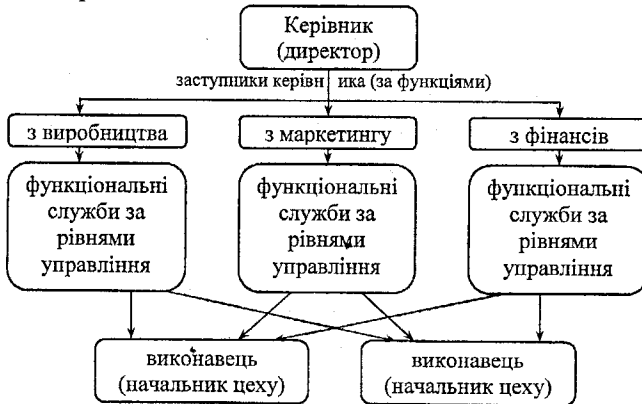 Керівник
(директор)
заступники керівн ика (за функціями)
з виробництва
з маркетингу
з фінансів
функціональні
служби за
рівнями
управління
функціональні
служби за
рівнями
управління
функціональні
служби за
рівнями
управління
виконавець
(начальник цеху)
виконавець
(начальник цеху)